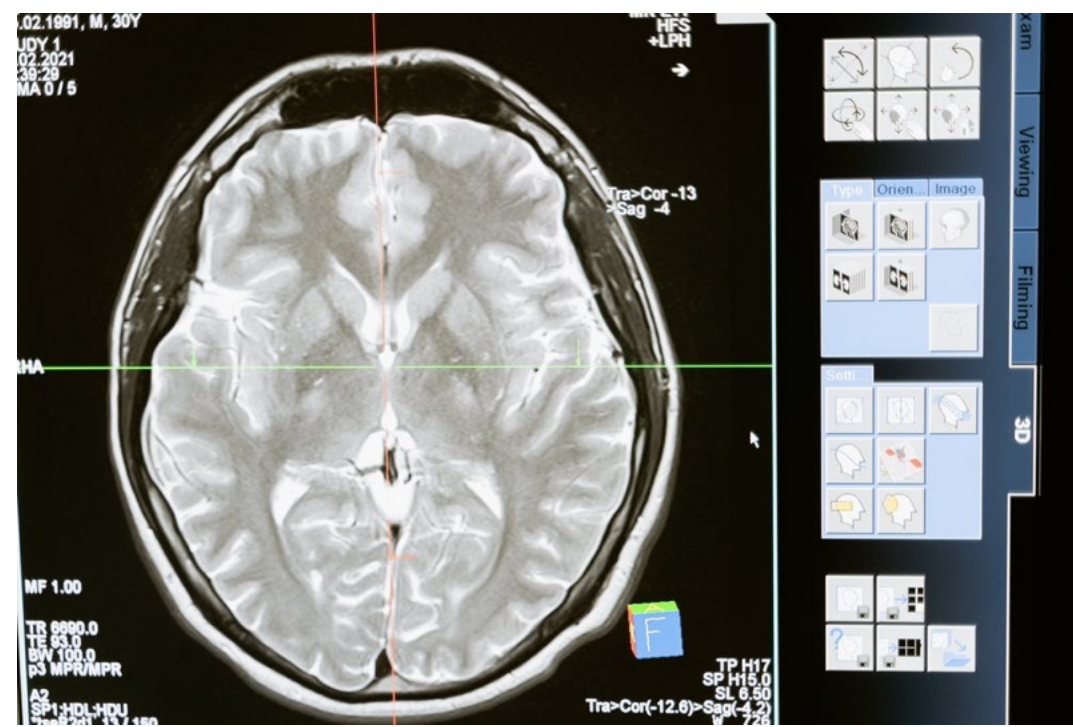 .02.1991, M, 30Y
UDY 1
.02.2021
:39:29
MA 0 / 5
HFS
+LPH
Tra>Cor -13
>Sag -4
RHA
MF 1.00
TR 6690.0
TE 93.0
BW 100.0
p3 MPR/MPR
A2
SP1:HDL:HDU
13 / 150
F
TP H17
SP H15.0
SL 6.50
Tra>Cor(-12.6)>Sag(-4.2)
W 726
Type
Orien...
Image
Setti...
?
xam
Viewing
Filming
3D